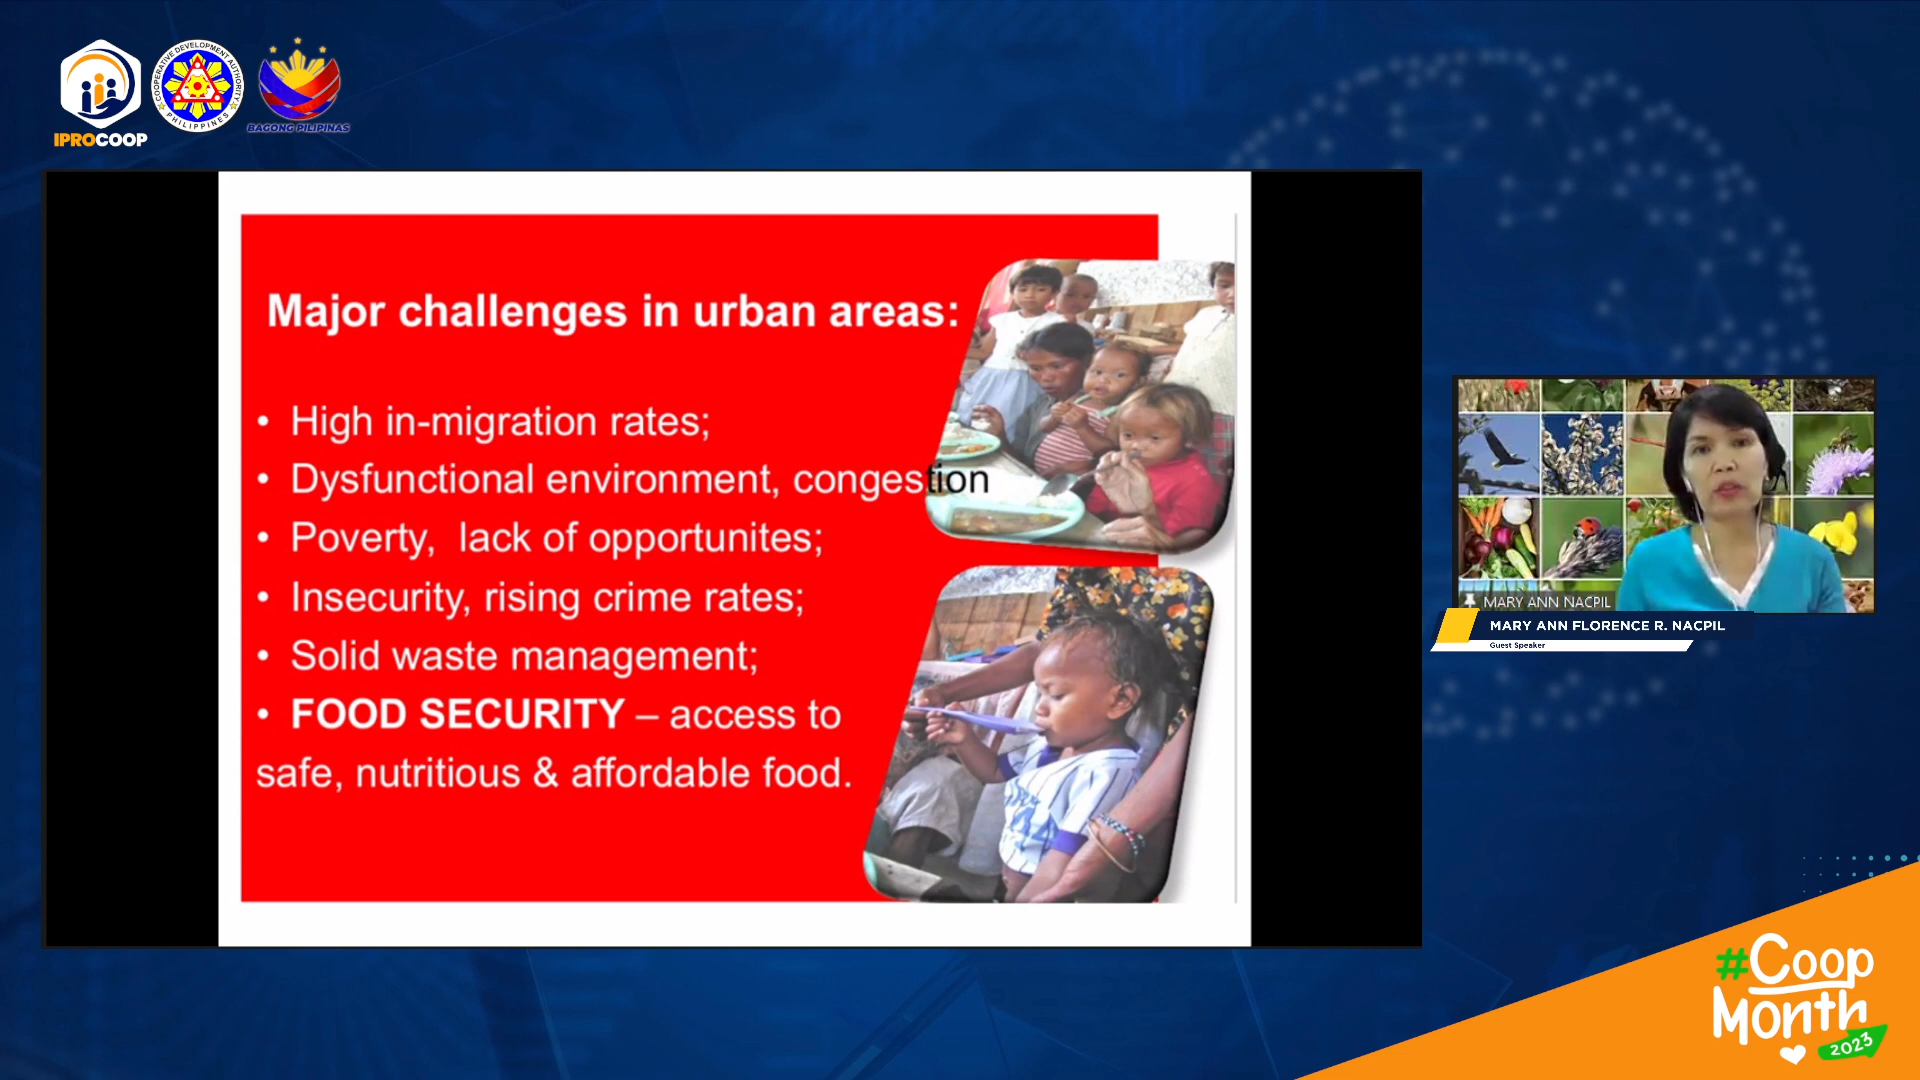 COOPERATIVE DEVELOPMENT AUTHORITY
PHILIPPINES
IPROCOOP
BAGONG PILIPINAS
Major challenges in urban areas:
• High in-migration rates;
• Dysfunctional environment, congestion
• Poverty,  lack of opportunites;
• Insecurity, rising crime rates;
• Solid waste management;
• FOOD SECURITY – access to
safe, nutritious & affordable food.
MARY ANN NACPIL
MARY ANN FLORENCE R. NACPIL
Guest Speaker
#Coop
Month
2023